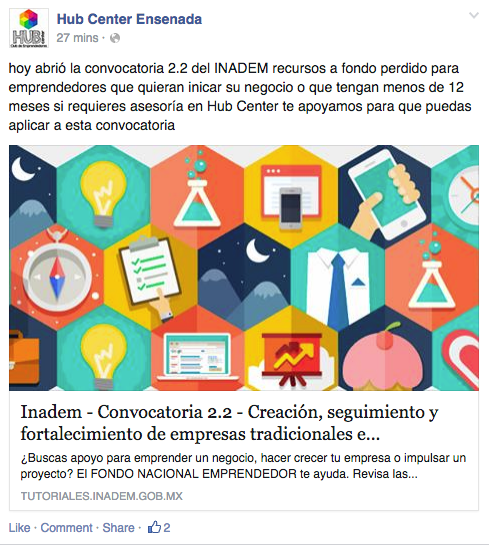 Hub Center Ensenada
27 mins ·
HUB
hoy abrió la convocatoria 2.2 del INADEM recursos a fondo perdido para
emprendedores que quieran inicar su negocio o que tengan menos de 12
meses si requieres asesoría en Hub Center te apoyamos para que puedas
aplicar a esta convocatoria
Inadem - Convocatoria 2.2 - Creación, seguimiento y
fortalecimiento de empresas tradicionales e...
¿Buscas apoyo para emprender un negocio, hacer crecer tu empresa o impulsar un
proyecto? El FONDO NACIONAL EMPRENDEDOR te ayuda. Revisa las...
TUTORIALES.INADEM.GOB.MX
Like · Comment · Share · 2